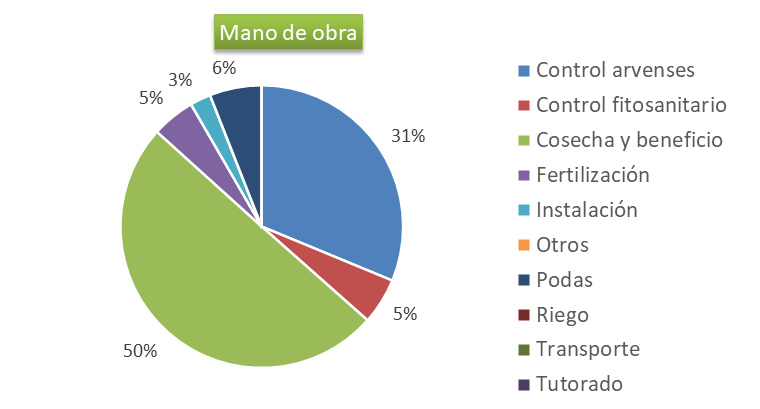 Mano de obra
6%
3%
5%
31%
5%
50%
Control arvenses
Control fitosanitario
Cosecha y beneficio
Fertilización
Instalación
Otros
Podas
Riego
Transporte
Tutorado